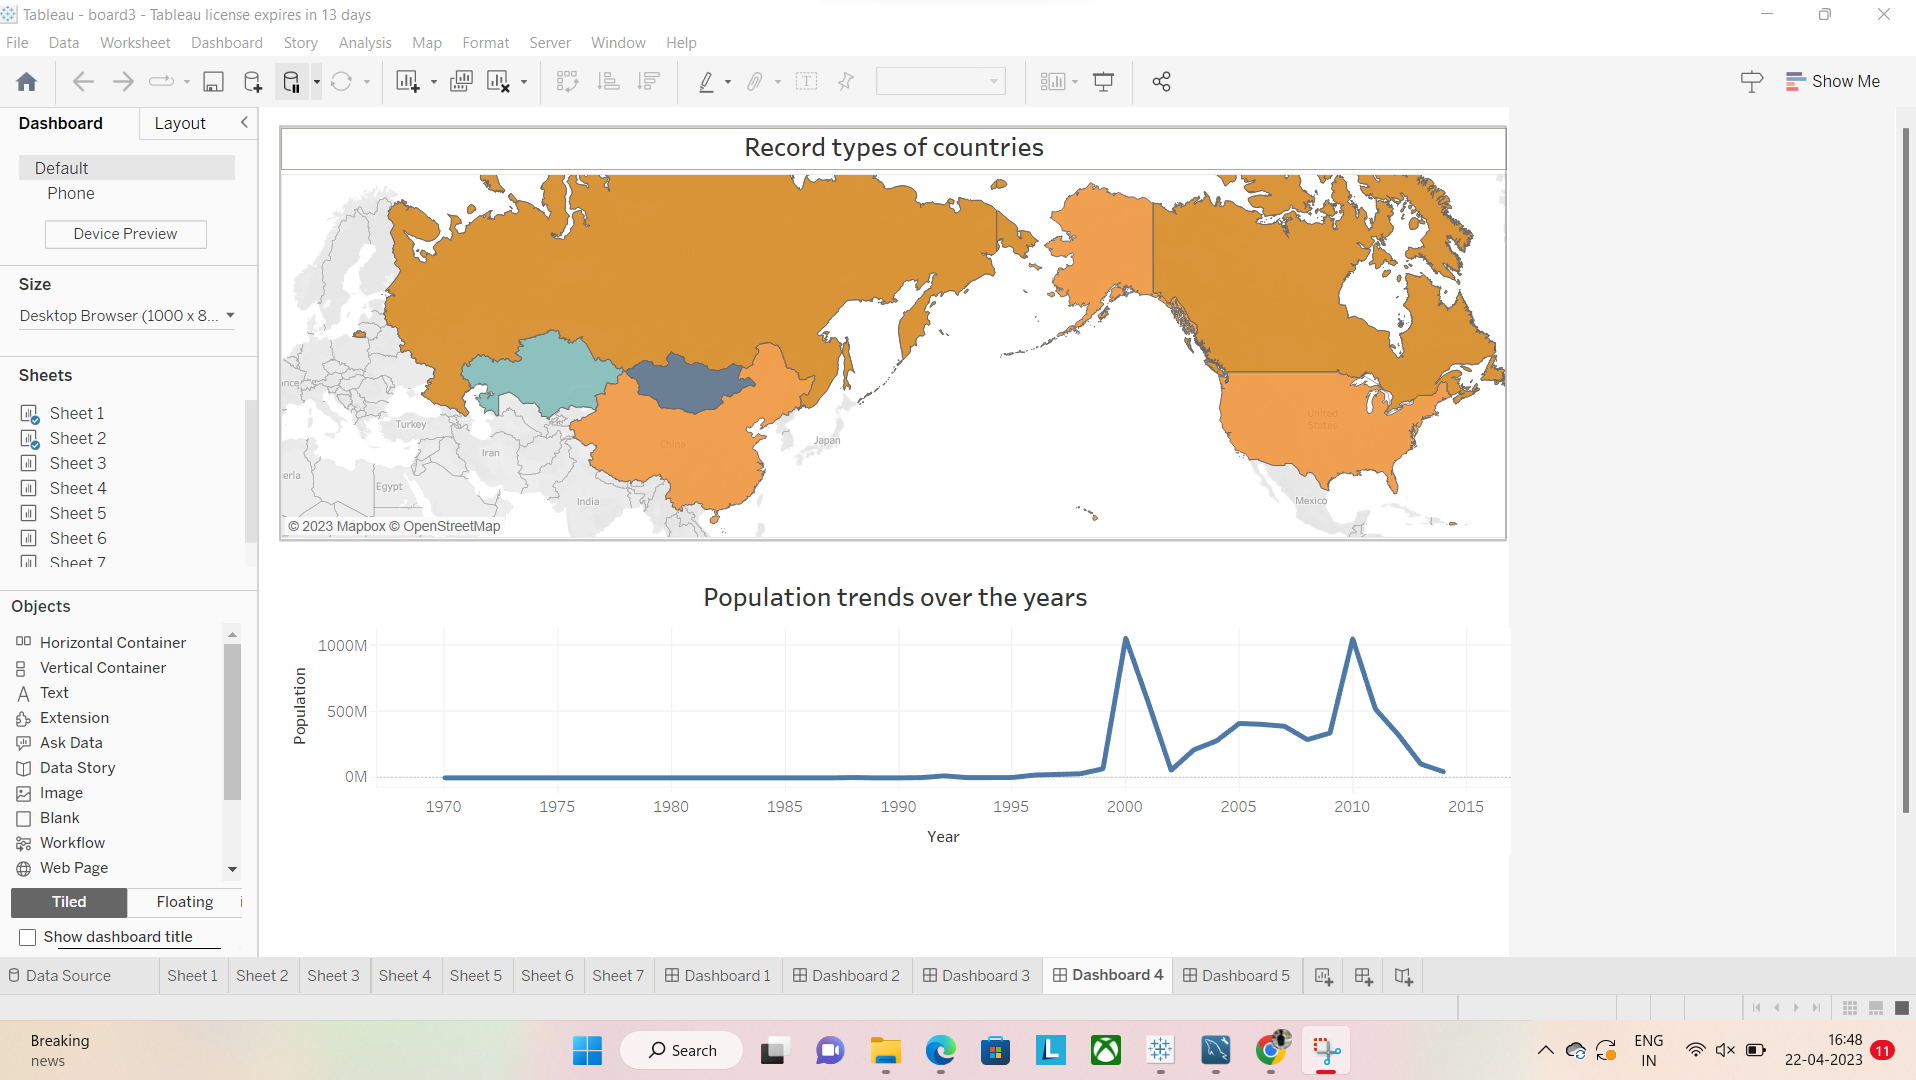 Tableau - board3 - Tableau license expires in 13 days
File Data Worksheet Dashboard Story Analysis Map Format Server Window Help
Show Me
Dashboard Layout
Default
Phone
Device Preview
Size
Desktop Browser (1000 x 8...
Sheets
Sheet 1
Sheet 2
Sheet 3
Sheet 4
Sheet 5
Sheet 6
Sheet 7
Objects
Horizontal Container
Vertical Container
Text
Extension
Ask Data
Data Story
Image
Blank
Workflow
Web Page
Tiled Floating
Show dashboard title
Record types of countries
nce
Turkey
Iran
Japan
eria
Egypt
India
China
United
States
Mexico
© 2023 Mapbox © OpenStreetMap
Population trends over the years
Population
1000M
500M
0M
1970 1975 1980 1985 1990 1995 2000 2005 2010 2015
Year
Data Source Sheet 1 Sheet 2 Sheet 3 Sheet 4 Sheet 5 Sheet 6 Sheet 7 Dashboard 1 Dashboard 2 Dashboard 3 Dashboard 4 Dashboard 5
Breaking
news
Search
L
ENG
IN
16:48
22-04-2023
11